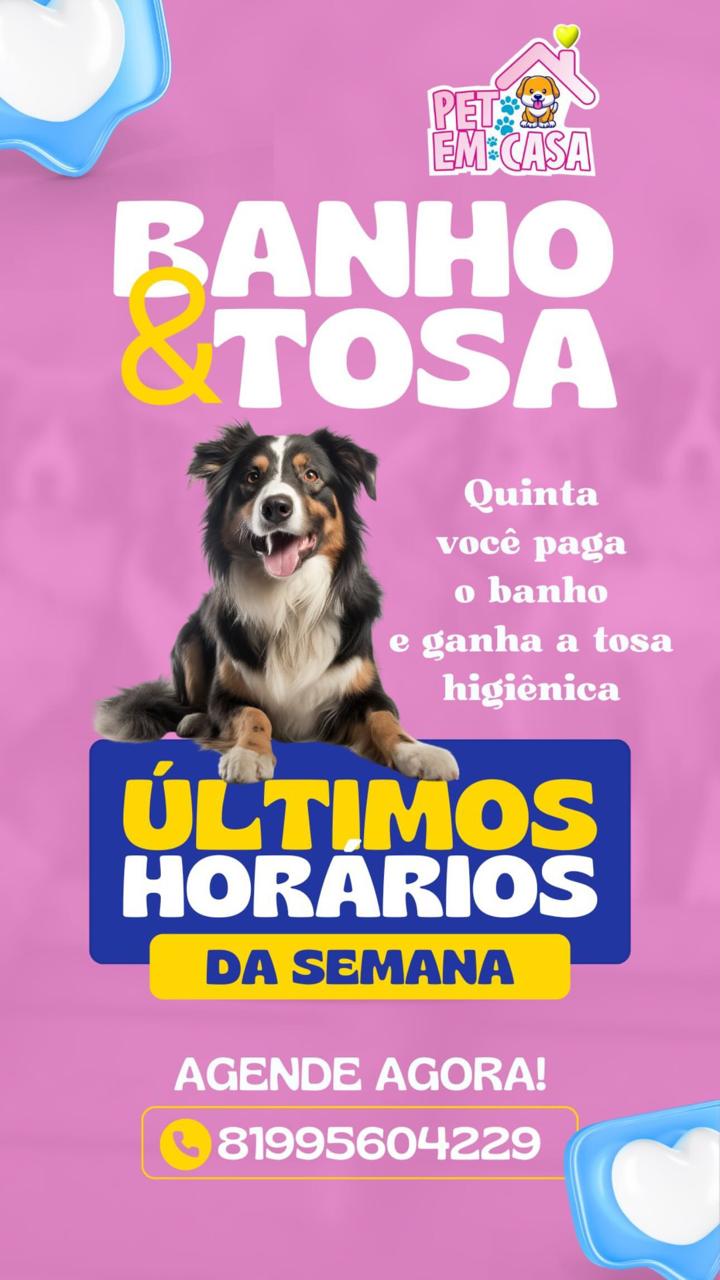 PET
EM CASA
BANHO
&TOSA
Quinta
você paga
o banho
e ganha a tosa
higiênica
ÚLTIMOS
HORÁRIOS
DA SEMANA
AGENDE AGORA!
81995604229